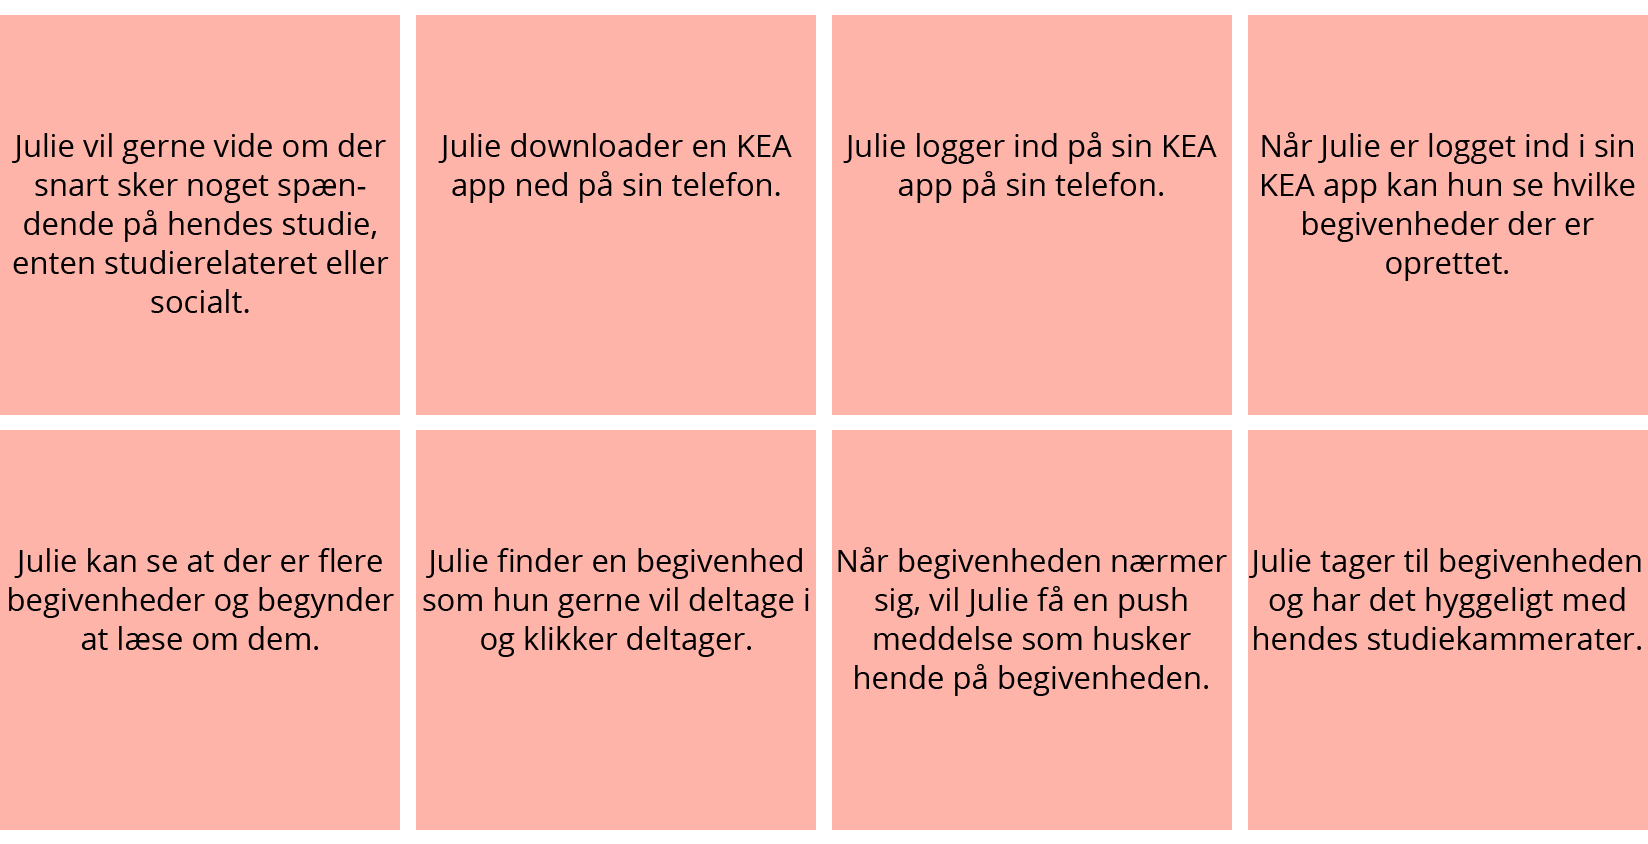 Julie vil gerne vide om der
snart sker noget spæn-
dende på hendes studie,
enten studierelateret eller
socialt.
Julie downloader en KEA
app ned på sin telefon.
Julie logger ind på sin KEA
app på sin telefon.
Når Julie er logget ind i sin
KEA app kan hun se hvilke
begivenheder der er
oprettet.
Julie kan se at der er flere
begivenheder og begynder
at læse om dem.
Julie finder en begivenhed
som hun gerne vil deltage i
og klikker deltager.
Når begivenheden nærmer
sig, vil Julie få en push
meddelse som husker
hende på begivenheden.
Julie tager til begivenheden
og har det hyggeligt med
hendes studiekammerater.